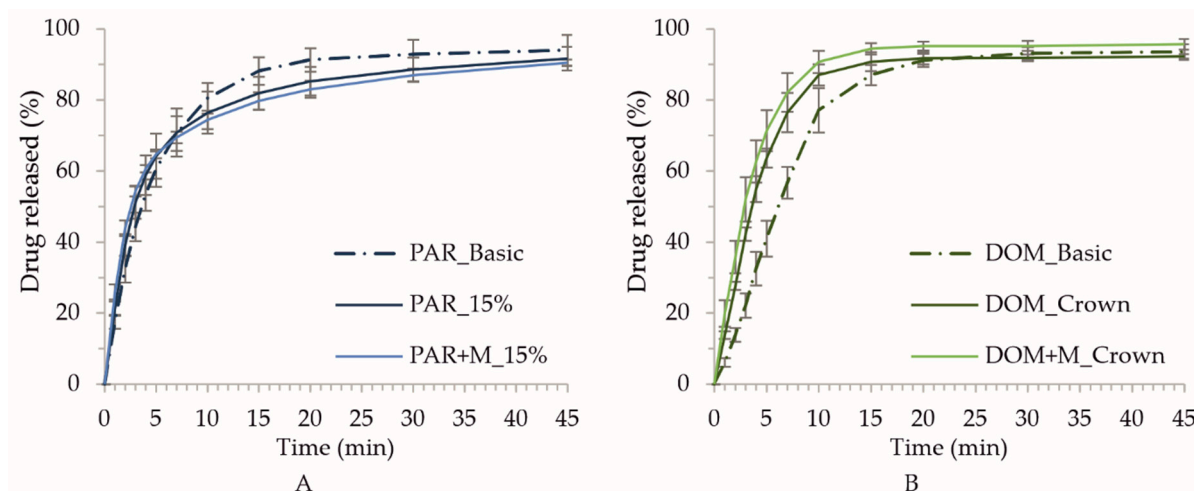 Drug released (%)
100
80
60
40
20
0
PAR_Basic
PAR_15%
PAR+M_15%
0 5 10 15 20 25 30 35 40 45
Time (min)
A
Drug released (%)
100
80
60
40
20
0
DOM_Basic
DOM_Crown
DOM+M_Crown
0 5 10 15 20 25 30 35 40 45
Time (min)
B